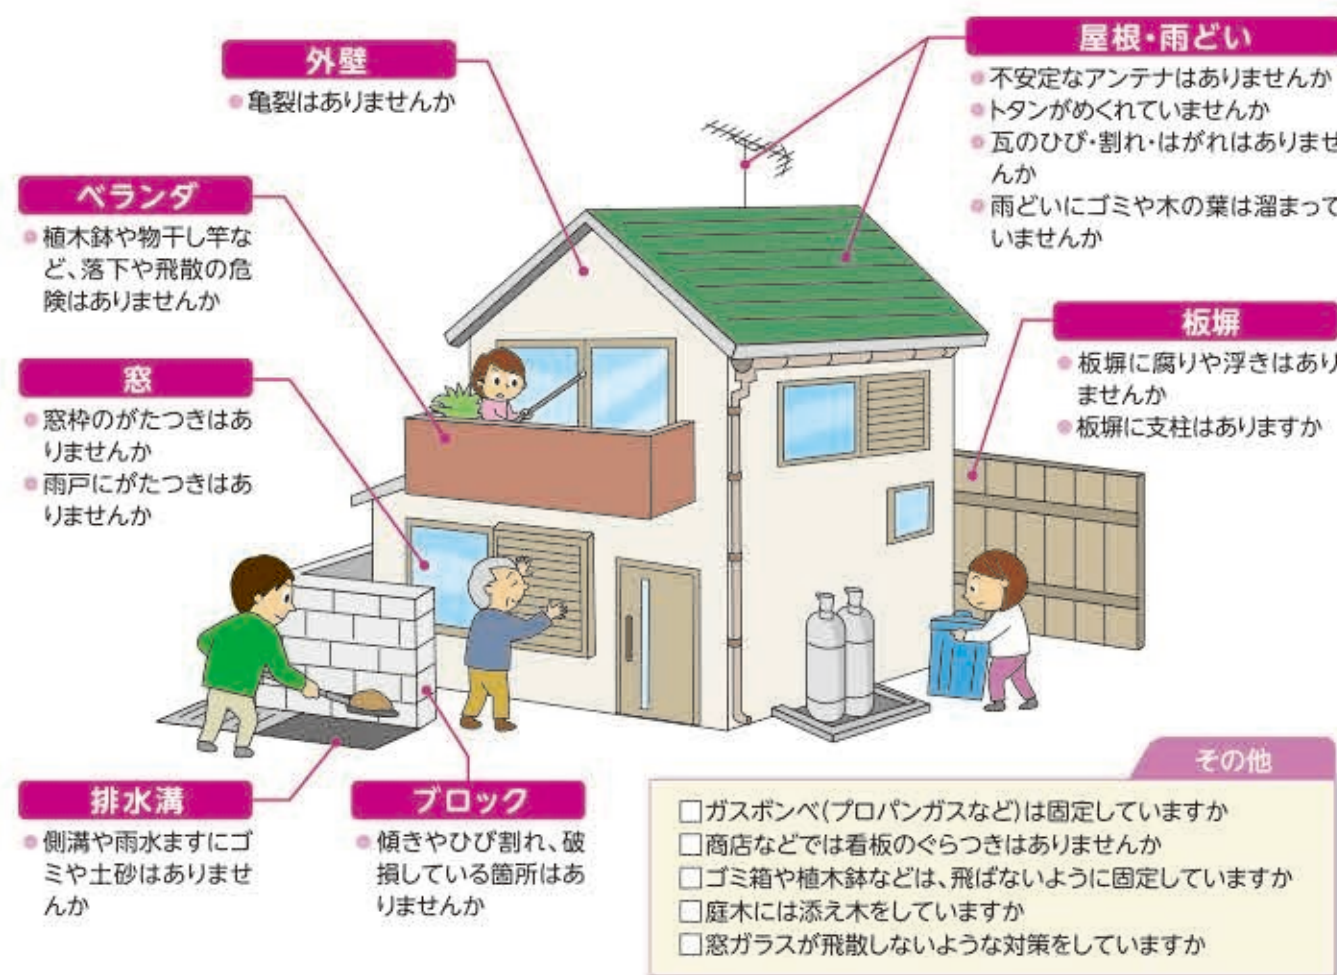 外壁
亀裂はありませんか
屋根・雨どい
不安定なアンテナはありませんか
トタンがめくれていませんか
瓦のひび・割れ・はがれはありませ
んか
雨どいにゴミや木の葉は溜まって
いませんか
ベランダ
植木鉢や物干し竿な
ど、落下や飛散の危
険はありませんか
窓
窓枠のがたつきはあ
りませんか
雨戸にがたつきはあ
りませんか
板塀
板塀に腐りや浮きはあり
ませんか
板塀に支柱はありますか
排水溝
側溝や雨水ますにゴ
ミや土砂はありませ
んか
ブロック
傾きやひび割れ、破
損している箇所はあ
りませんか
その他
□ガスボンベ(プロパンガスなど)は固定していますか
□商店などでは看板のぐらつきはありませんか
□ゴミ箱や植木鉢などは、飛ばないように固定していますか
□庭木には添え木をしていますか
□窓ガラスが飛散しないような対策をしていますか